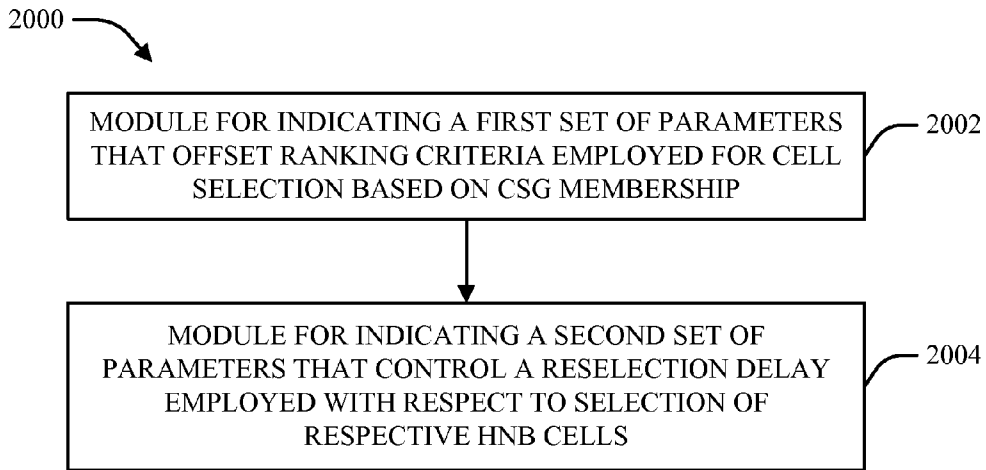 2000
MODULE FOR INDICATING A FIRST SET OF PARAMETERS
THAT OFFSET RANKING CRITERIA EMPLOYED FOR CELL
SELECTION BASED ON CSG MEMBERSHIP
2002
MODULE FOR INDICATING A SECOND SET OF
PARAMETERS THAT CONTROL A RESELECTION DELAY
EMPLOYED WITH RESPECT TO SELECTION OF
RESPECTIVE HNB CELLS
2004